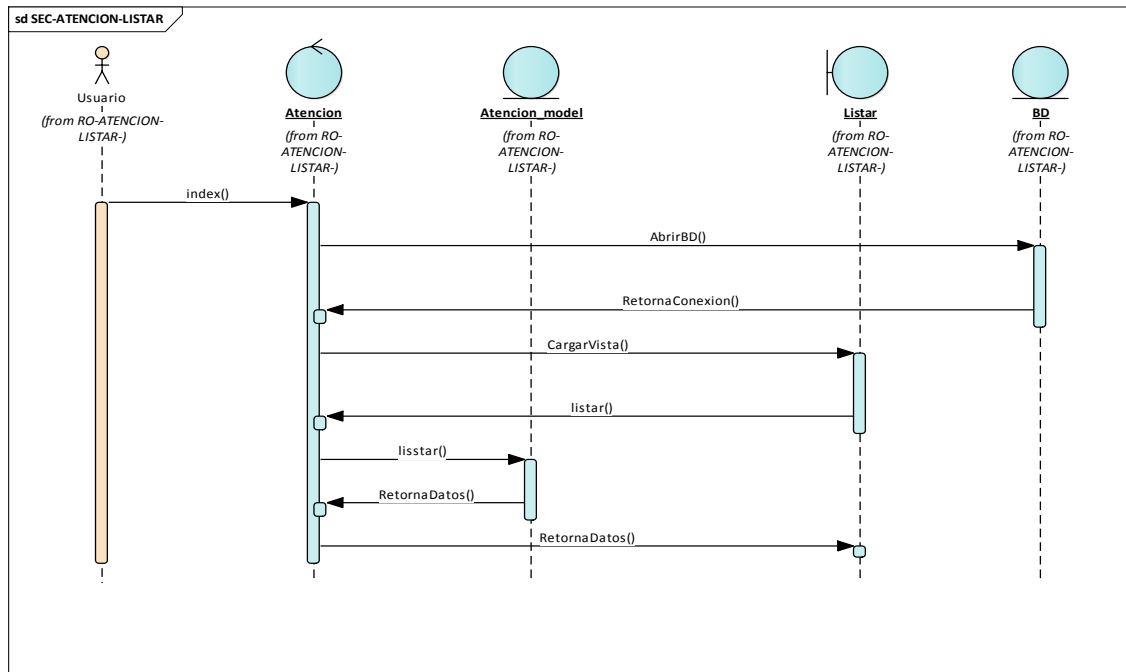 sd SEC-ATENCION-LISTAR
Usuario
(from RO-ATENCION-
LISTAR-)
Atencion
(from RO-
ATENCION-
LISTAR-)
Atencion_model
(from RO-
ATENCION-
LISTAR-)
Listar
(from RO-
ATENCION-
LISTAR-)
BD
(from RO-
ATENCION-
LISTAR-)
index()
AbrirBD()
RetornaConexion()
CargarVista()
listar()
lisstar()
RetornaDatos()
RetornaDatos()